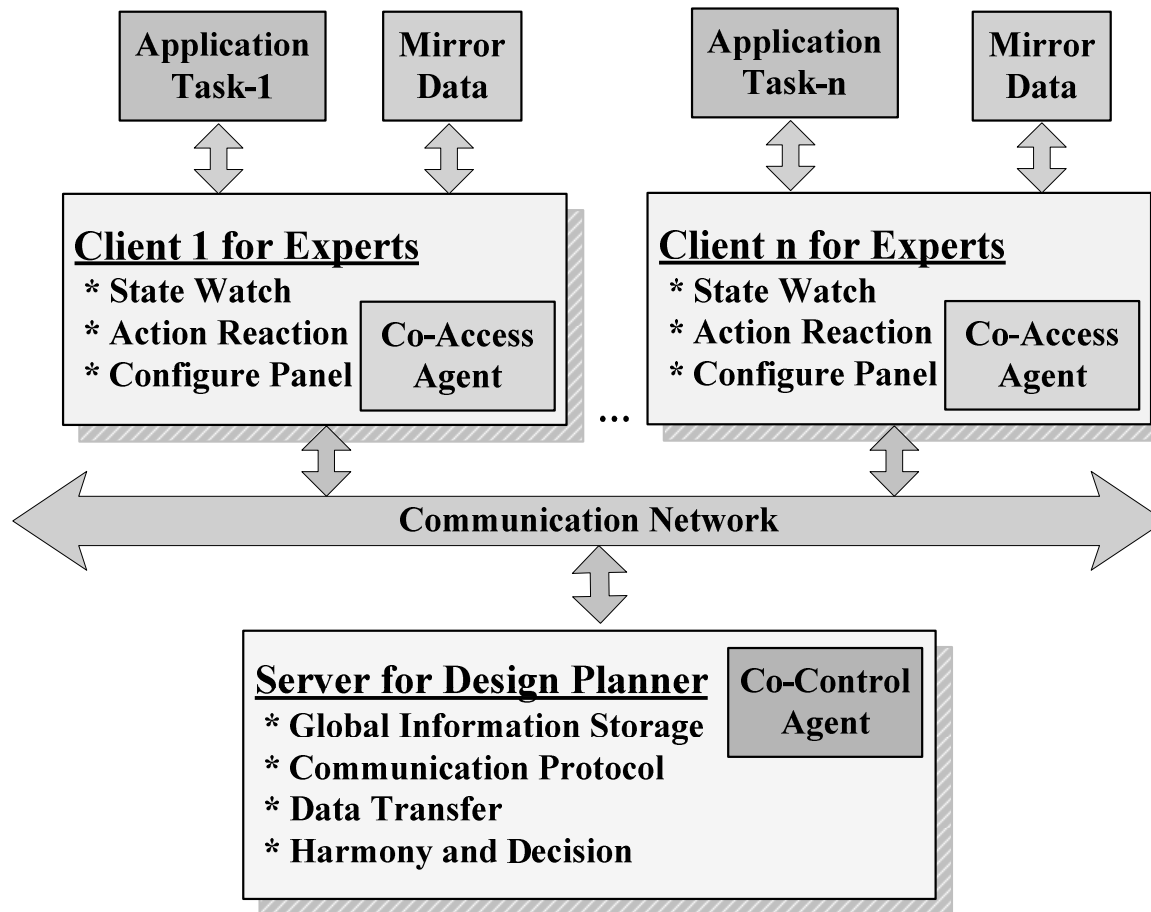 Application
Task-1
Mirror
Data
Application
Task-n
Mirror
Data
Client 1 for Experts
* State Watch
* Action Reaction
* Configure Panel
Co-Access
Agent
...
Client n for Experts
* State Watch
* Action Reaction
* Configure Panel
Co-Access
Agent
Communication Network
Server for Design Planner
* Global Information Storage
* Communication Protocol
* Data Transfer
* Harmony and Decision
Co-Control
Agent